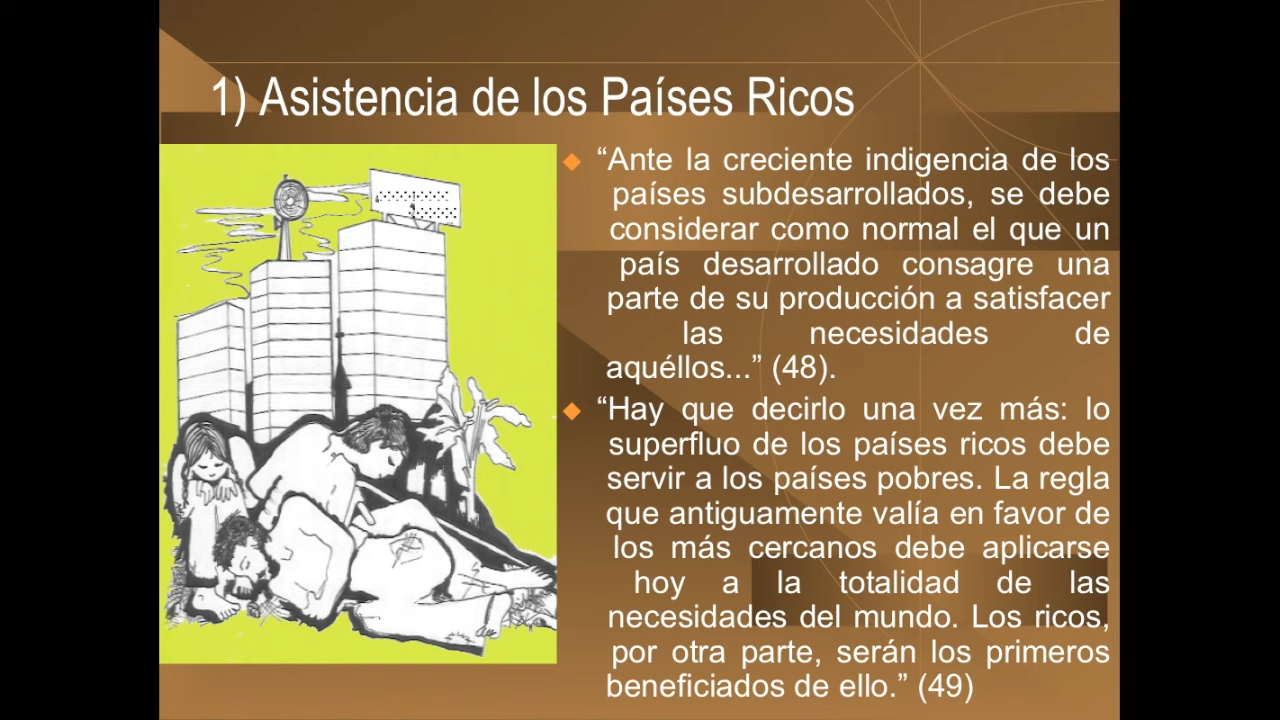 1) Asistencia de los Países Ricos
“Ante la creciente indigencia de los
países subdesarrollados, se debe
considerar como normal el que un
país desarrollado consagre una
parte de su producción a satisfacer
las necesidades de
aquéllos...” (48).
“Hay que decirlo una vez más: lo
superfluo de los países ricos debe
servir a los países pobres. La regla
que antiguamente valía en favor de
los más cercanos debe aplicarse
hoy a la totalidad de las
necesidades del mundo. Los ricos,
por otra parte, serán los primeros
beneficiados de ello.” (49)